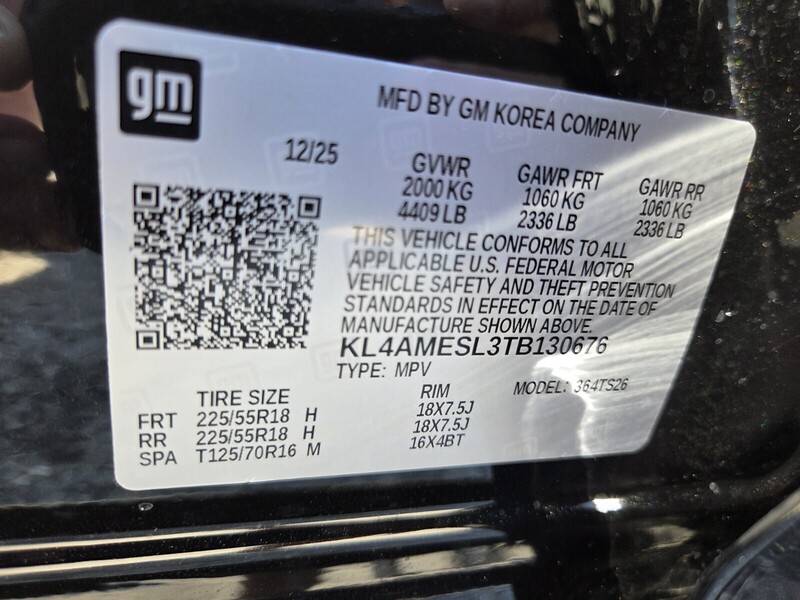 gm
MFD BY GM KOREA COMPANY
12/25
GVWR GAWR FRT GAWR RR
2000 KG 1060 KG 1060 KG
4409 LB 2336 LB 2336 LB
THIS VEHICLE CONFORMS TO ALL
APPLICABLE U.S. FEDERAL MOTOR
VEHICLE SAFETY AND THEFT PREVENTION
STANDARDS IN EFFECT ON THE DATE OF
MANUFACTURE SHOWN ABOVE.
KL4AMESL3TB130676
TYPE: MPV MODEL: 364TS26
TIRE SIZE RIM
FRT 225/55R18 H 18X7.5J
RR 225/55R18 H 18X7.5J
SPA T125/70R16 M 16X4BT